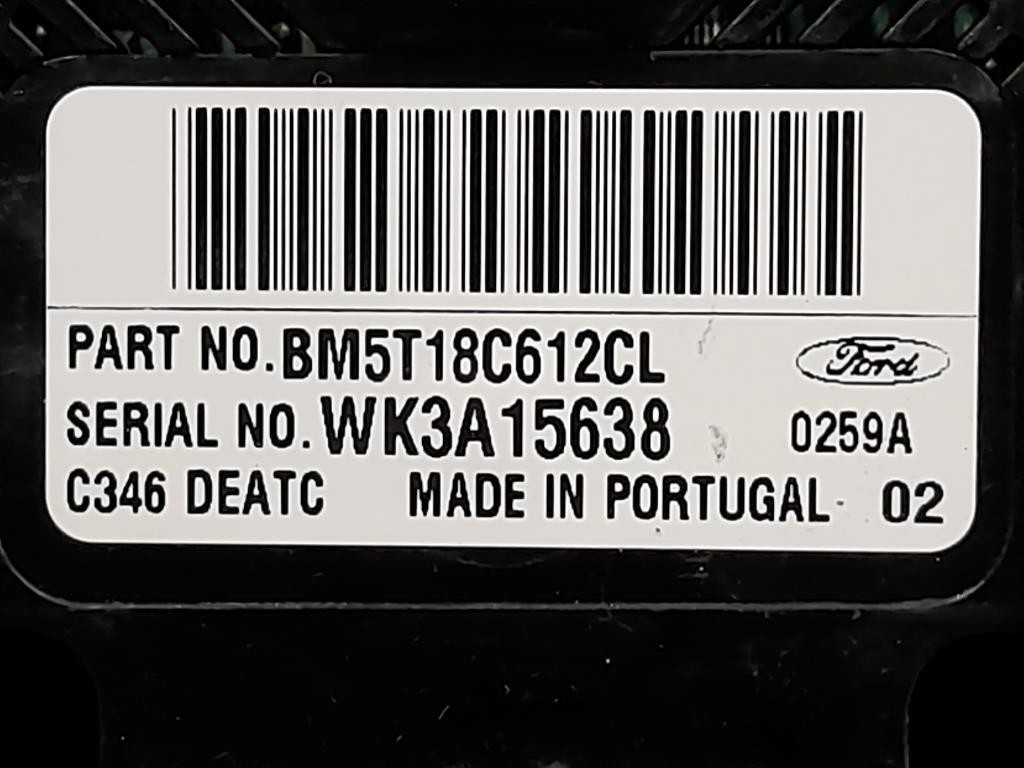 PART NO. BM5T18C612CL Ford
SERIAL NO. WK3A15638 0259A
C346 DEATC MADE IN PORTUGAL 02